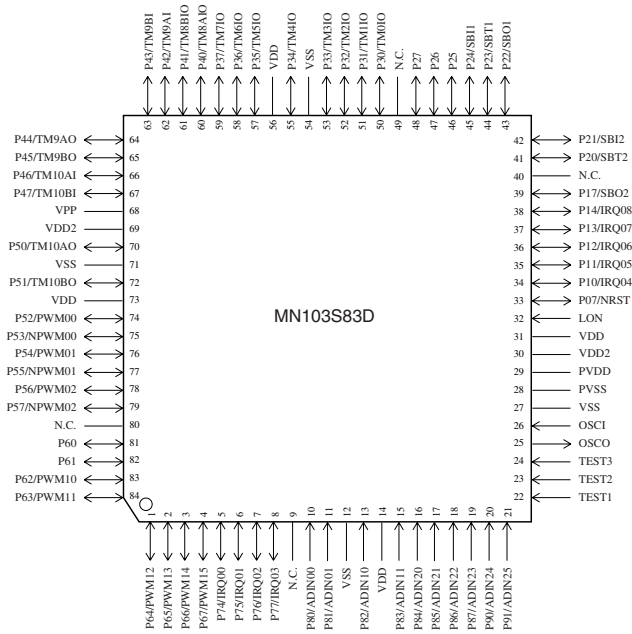 P43/TM9BI
P42/TM9AI
P41/TM8BIO
P40/TM8AIO
P37/TM7IO
P36/TM6IO
P35/TM5IO
VDD
P34/TM4IO
VSS
P33/TM3IO
P32/TM2IO
P31/TM1IO
P30/TM0IO
N.C.
P27
P26
P25
P24/SBI1
P23/SBT1
P22/SBO1
63
62
61
60
59
58
57
56
55
54
53
52
51
50
49
48
47
46
45
44
43
P44/TM9AO 64
P45/TM9BO 65
P46/TM10AI 66
P47/TM10BI 67
VPP 68
VDD2 69
P50/TM10AO 70
VSS 71
P51/TM10BO 72
VDD 73
P52/PWM00 74
P53/NPWM00 75
P54/PWM01 76
P55/NPWM01 77
P56/PWM02 78
P57/NPWM02 79
N.C. 80
P60 81
P61 82
P62/PWM10 83
P63/PWM11 84
MN103S83D
42 P21/SBI2
41 P20/SBT2
40 N.C.
39 P17/SBO2
38 P14/IRQ08
37 P13/IRQ07
36 P12/IRQ06
35 P11/IRQ05
34 P10/IRQ04
33 P07/NRST
32 LON
31 VDD
30 VDD2
29 PVDD
28 PVSS
27 VSS
26 OSCI
25 OSCO
24 TEST3
23 TEST2
22 TEST1
1
2
3
4
5
6
7
8
9
10
11
12
13
14
15
16
17
18
19
20
21
P64/PWM12
P65/PWM13
P66/PWM14
P67/PWM15
P74/IRQ00
P75/IRQ01
P76/IRQ02
P77/IRQ03
N.C.
P80/ADIN00
P81/ADIN01
VSS
P82/ADIN10
VDD
P83/ADIN11
P84/ADIN20
P85/ADIN21
P86/ADIN22
P87/ADIN23
P90/ADIN24
P91/ADIN25